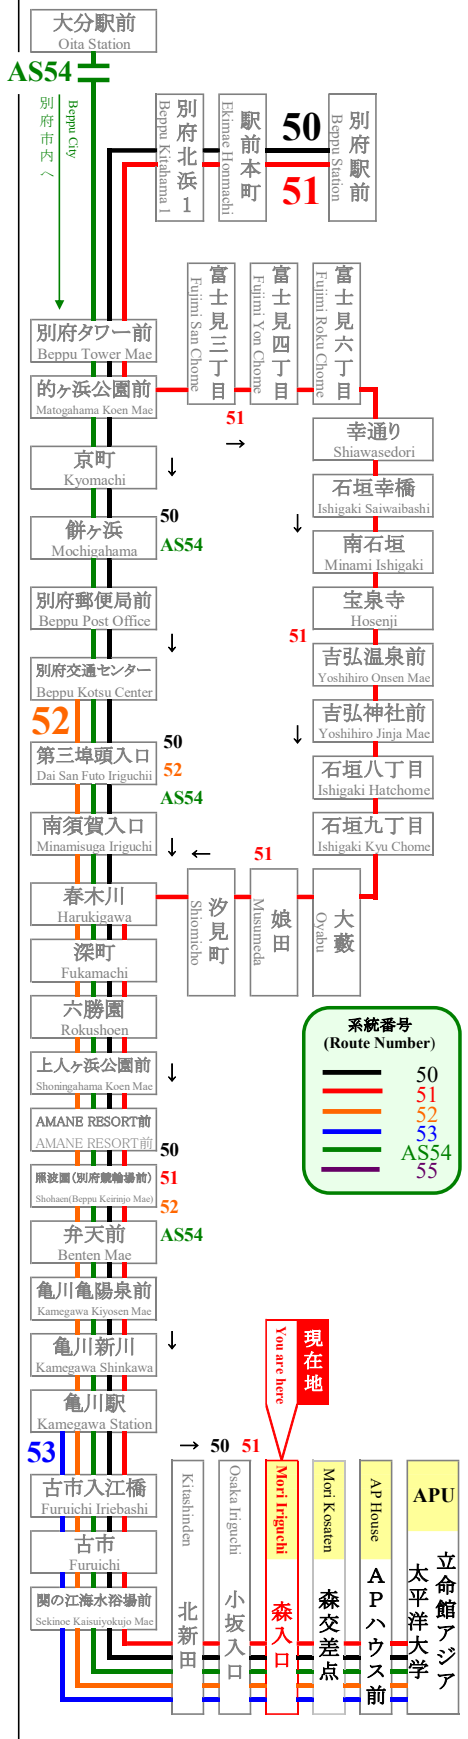 大分駅前
Oita Station
AS54
Beppu City
別府市内へ
別府北浜1
Beppu Kitahama 1
駅前本町
Ekimae Honmachi
50
51
別府駅前
Beppu Station
別府タワー前
Beppu Tower Mae
的ヶ浜公園前
Matogahama Koen Mae
富士見三丁目
Fujimi San Chome
富士見四丁目
Fujimi Yon Chome
富士見六丁目
Fujimi Roku Chome
51
→
幸通り
Shiawasedori
石垣幸橋
Ishigaki Saiwaibashi
↓
南石垣
Minami Ishigaki
宝泉寺
Hosenji
51
吉弘温泉前
Yoshihiro Onsen Mae
吉弘神社前
Yoshihiro Jinja Mae
↓
石垣八丁目
Ishigaki Hatchome
石垣九丁目
Ishigaki Kyu Chome
京町
Kyomachi
↓
餅ヶ浜
Mochigahama
50
AS54
別府郵便局前
Beppu Post Office
↓
別府交通センター
Beppu Kotsu Center
52
第三埠頭入口
Dai San Futo Iriguchii
50
52
AS54
南須賀入口
Minamisuga Iriguchi
↓
←
51
春木川
Harukigawa
汐見町
Shiomicho
娘田
Musumeda
大藪
Oyabu
深町
Fukamachi
六勝園
Rokushoen
上人ヶ浜公園前
Shoningahama Koen Mae
↓
AMANE RESORT前
AMANE RESORT前
50
照波園(別府競輪場前)
Shohaen(Beppu Keirinjo Mae)
51
52
弁天前
Benten Mae
AS54
亀川亀陽泉前
Kamegawa Kiyosen Mae
亀川新川
Kamegawa Shinkawa
↓
亀川駅
Kamegawa Station
53
古市入江橋
Furuichi Iriebashi
古市
Furuichi
関の江海水浴場前
Sekinoe Kaisuiyokujo Mae
系統番号
(Route Number)
50
51
52
53
AS54
55
現在地
You are here
→ 50 51
Kitashinden
北新田
Osaka Iriguchi
小坂入口
Mori Iriguchi
森入口
Mori Kosaten
森交差点
AP House
APハウス前
APU
立命館アジア
太平洋大学